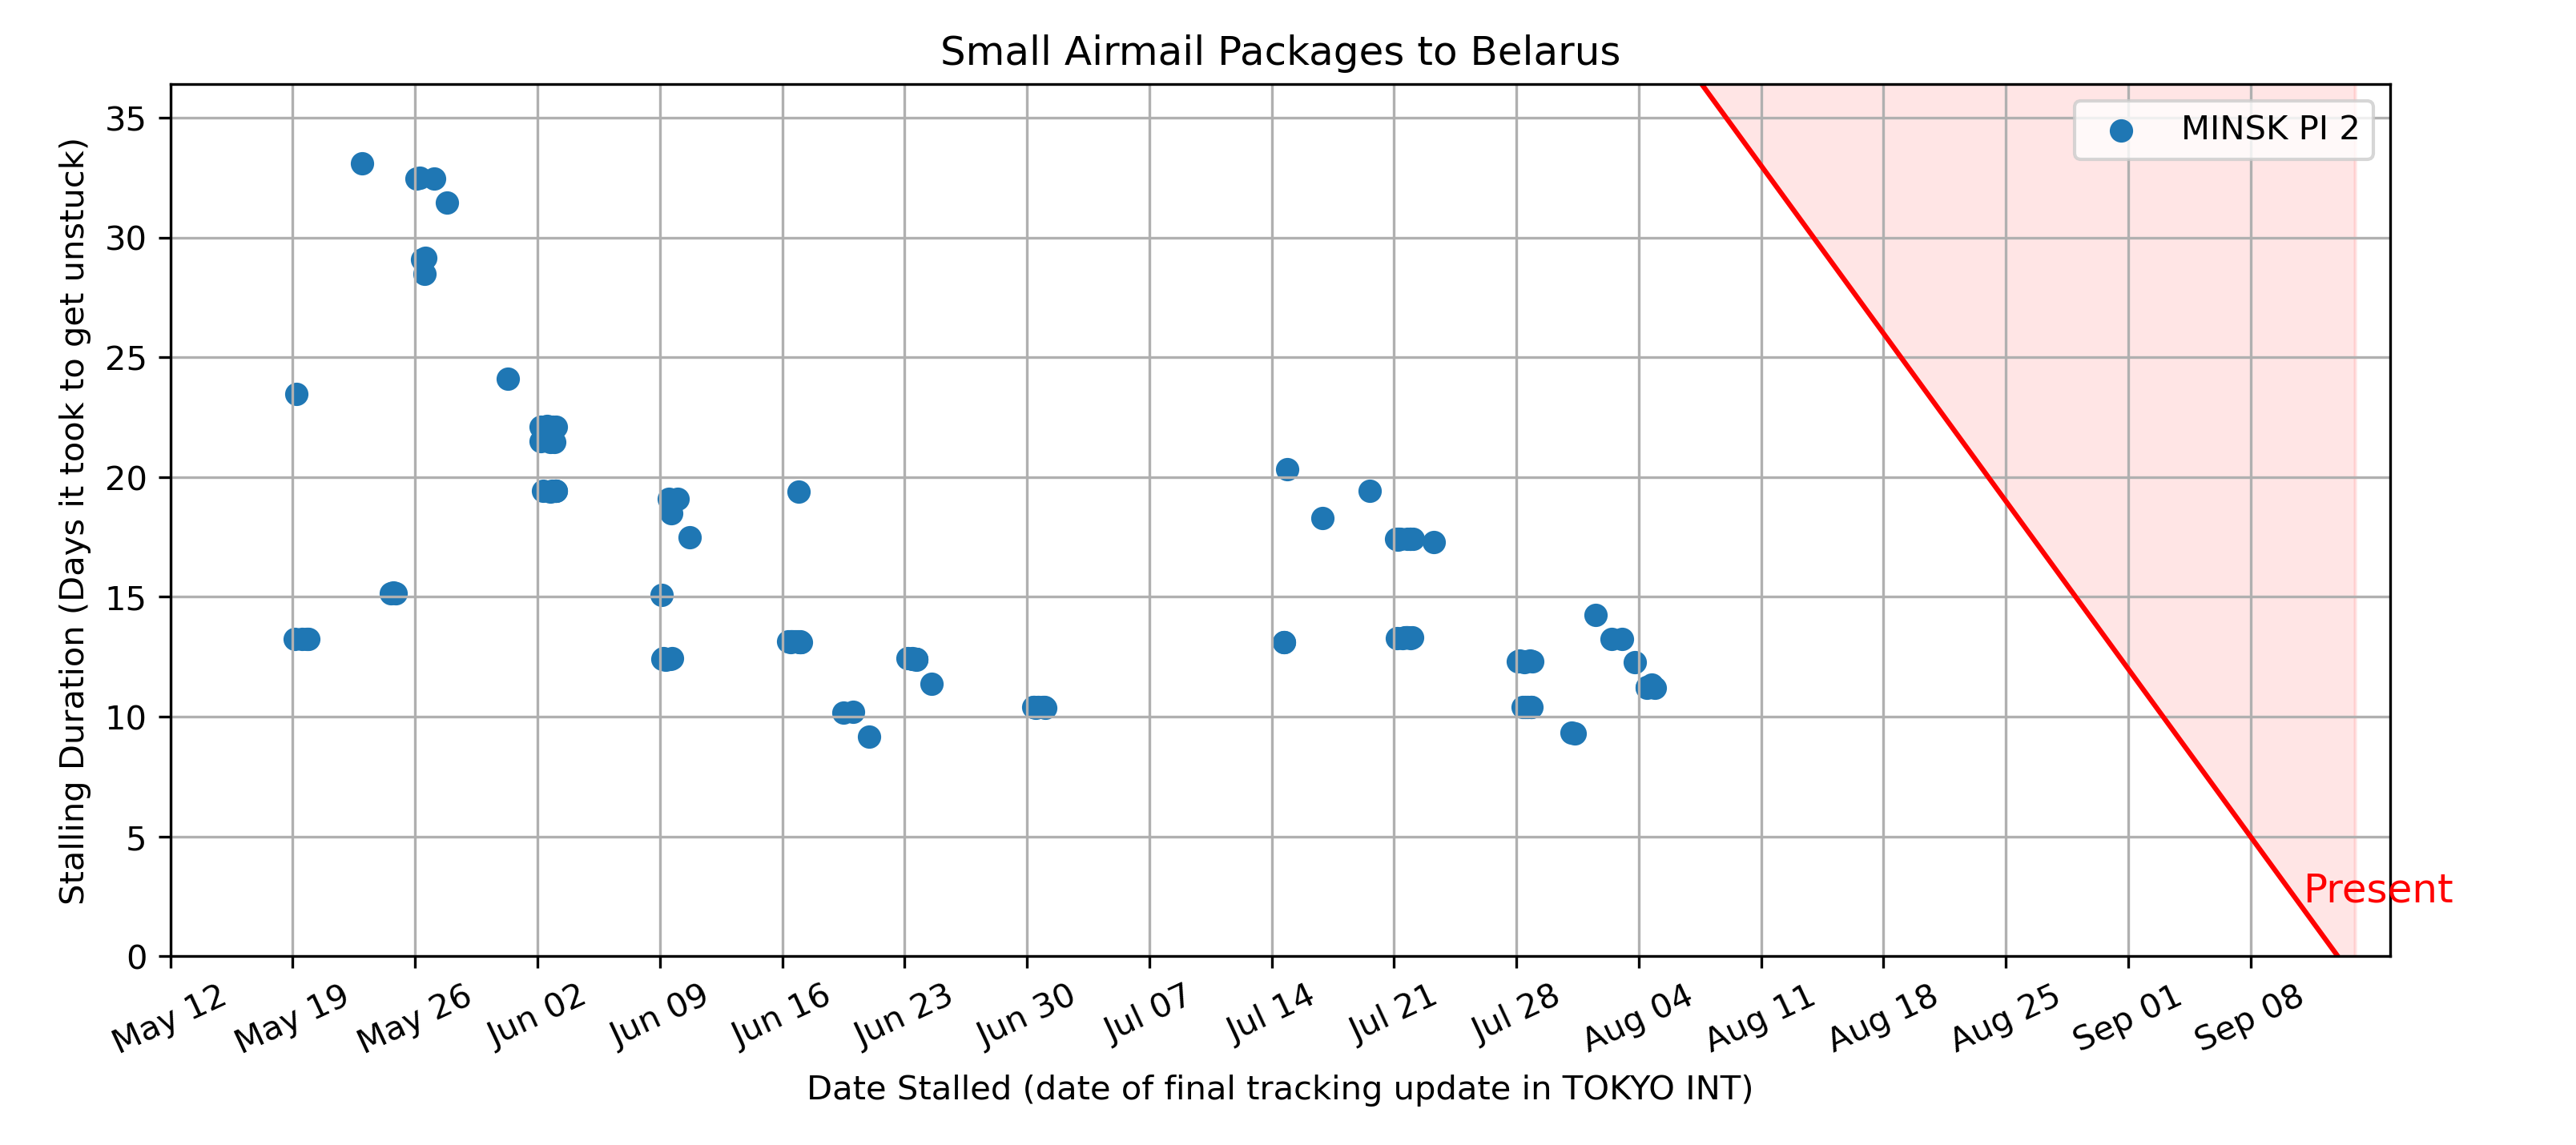 Small Airmail Packages to Belarus
MINSK PI 2
Stalling Duration (Days it took to get unstuck)
35
30
25
20
15
10
5
0
Present
May 12
May 19
May 26
Jun 02
Jun 09
Jun 16
Jun 23
Jun 30
Jul 07
Jul 14
Jul 21
Jul 28
Aug 04
Aug 11
Aug 18
Aug 25
Sep 01
Sep 08
Date Stalled (date of final tracking update in TOKYO INT)